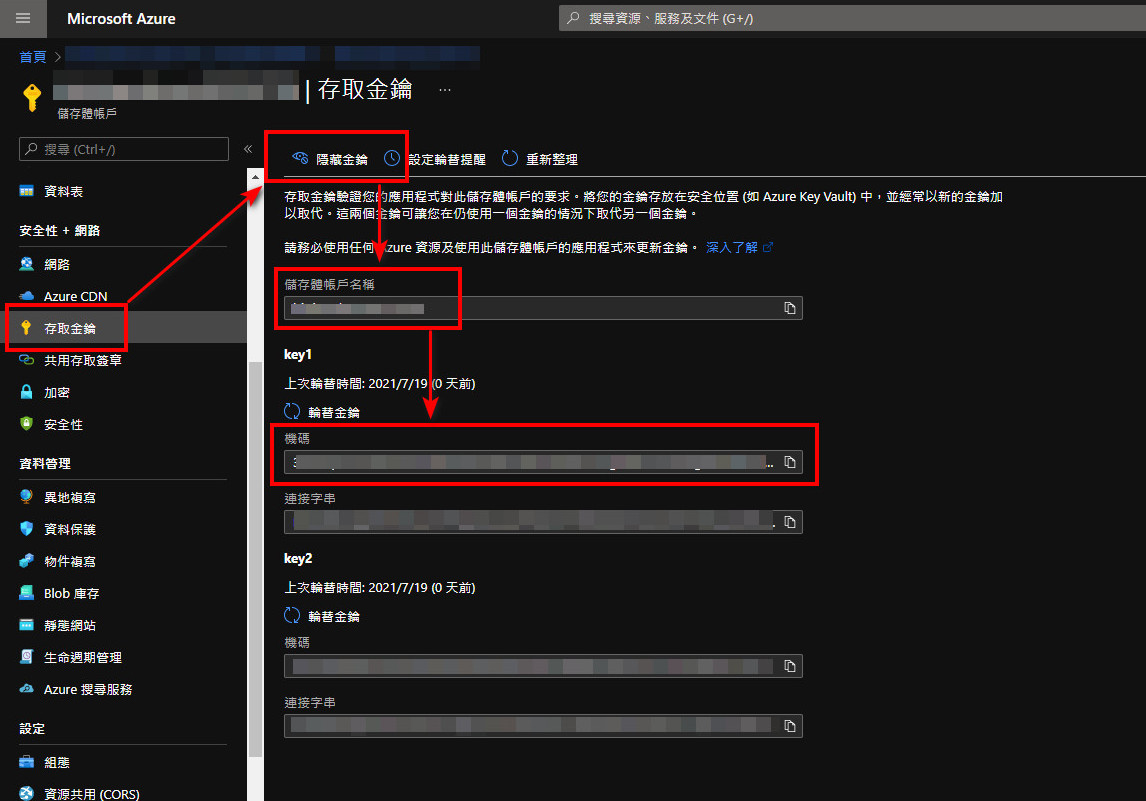 Microsoft Azure
搜尋資源、服務及文件 (G+/)
首頁 >
| 存取金鑰 ...
儲存體帳戶
搜尋 (Ctrl+/)
«
資料表
安全性 + 網路
網路
Azure CDN
存取金鑰
共用存取簽章
加密
安全性
資料管理
異地複寫
資料保護
物件複寫
Blob 庫存
靜態網站
生命週期管理
Azure 搜尋服務
設定
組態
資源共用 (CORS)
隱藏金鑰 設定輪替提醒 重新整理
存取金鑰驗證您的應用程式對此儲存體帳戶的要求。將您的金鑰存放在安全位置 (如 Azure Key Vault) 中，並經常以新的金鑰加
以取代。這兩個金鑰可讓您在仍使用一個金鑰的情況下取代另一個金鑰。
請務必使用任何 Azure 資源及使用此儲存體帳戶的應用程式來更新金鑰。 深入了解
儲存體帳戶名稱
key1
上次輪替時間: 2021/7/19 (0 天前)
輪替金鑰
機碼
...
連接字串
key2
上次輪替時間: 2021/7/19 (0 天前)
輪替金鑰
機碼
連接字串